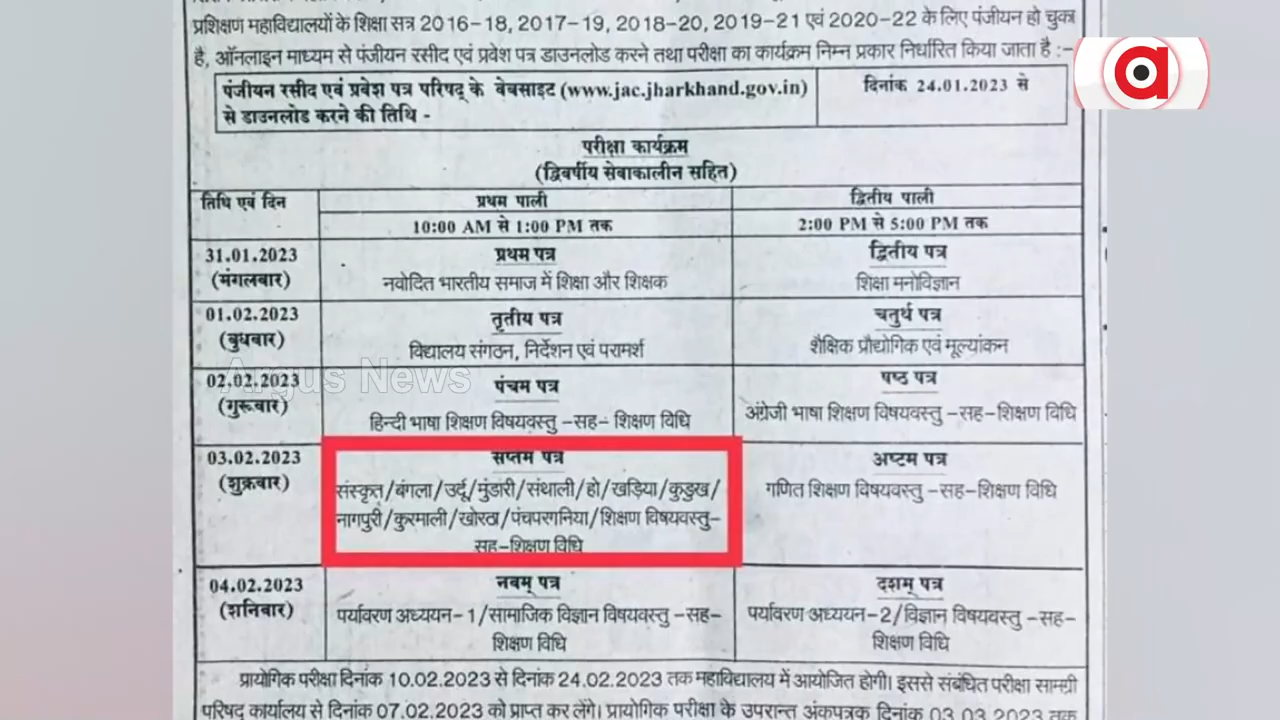 प्रशिक्षण महाविद्यालयों के शिक्षा सत्र 2016-18, 2017-19, 2018-20, 2019-21 एवं 2020-22 के लिए पंजीयन हो चुका
है, ऑनलाइन माध्यम से पंजीयन रसीद एवं प्रवेश पत्र डाउनलोड करने तथा परीक्षा का कार्यक्रम निम्न प्रकार निर्धारित किया जाता है :-
पंजीयन रसीद एवं प्रवेश पत्र परिषद् के वेबसाइट (www.jac.jharkhand.gov.in)
से डाउनलोड करने की तिथि -
दिनांक 24.01.2023 से
a
परीक्षा कार्यक्रम
(द्विवर्षीय सेवाकालीन सहित)
तिथि एवं दिन
प्रथम पाली
द्वितीय पाली
10:00 AM से 1:00 PM तक
2:00 PM से 5:00 PM तक
31.01.2023
(मंगलबार)
प्रथम पत्र
नवोदित भारतीय समाज में शिक्षा और शिक्षक
द्वितीय पत्र
शिक्षा मनोविज्ञान
01.02.2023
(बुधबार)
तृतीय पत्र
विद्यालय संगठन, निर्देशन एवं परामर्श
चतुर्थ पत्र
शैक्षिक प्रौद्योगिक एवं मूल्यांकन
Argus News
02.02.2023
(गुरूबार)
पंचम पत्र
हिन्दी भाषा शिक्षण विषयवस्तु -सह- शिक्षण विधि
षष्ठ पत्र
अंग्रेजी भाषा शिक्षण विषयवस्तु -सह-शिक्षण विधि
03.02.2023
(शुक्रबार)
सप्तम पत्र
संस्कृत/बंगला/उर्दू/मुंडारी/संथाली/हो/खड़िया/कुडुख/
नागपुरी/कुरमाली/खोरठा/पंचपरगनिया/शिक्षण विषयवस्तु-
सह-शिक्षण विधि
अष्टम पत्र
गणित शिक्षण विषयवस्तु -सह-शिक्षण विधि
04.02.2023
(शनिबार)
नवम् पत्र
पर्यावरण अध्ययन-1/सामाजिक विज्ञान विषयवस्तु -सह-
शिक्षण विधि
दशम् पत्र
पर्यावरण अध्ययन-2/विज्ञान विषयवस्तु -सह-
शिक्षण विधि
प्रायोगिक परीक्षा दिनांक 10.02.2023 से दिनांक 24.02.2023 तक महाविद्यालय में आयोजित होगी। इससे संबंधित परीक्षा सामग्री
परिषद् कार्यालय से दिनांक 07.02.2023 को प्राप्त कर लेंगे। प्रायोगिक परीक्षा के उपरान्त अंकपत्रक दिनांक 03.03.2023 तक